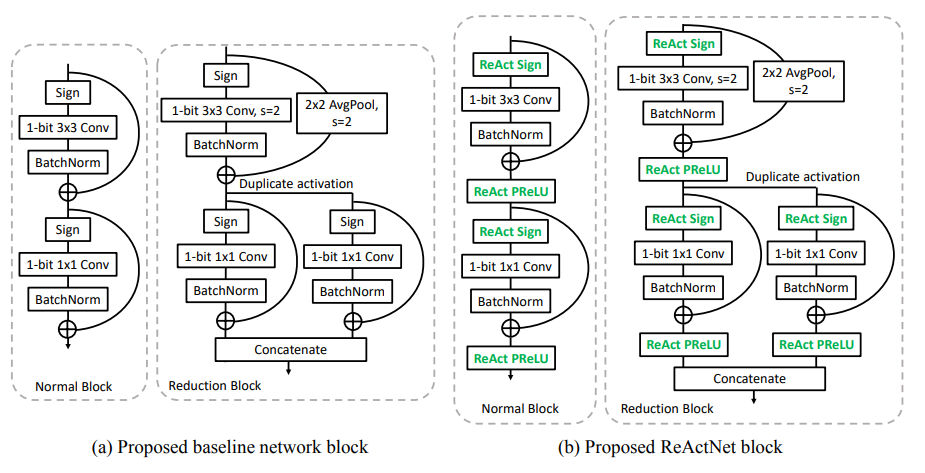 Sign
1-bit 3x3 Conv
BatchNorm
Sign
1-bit 1x1 Conv
BatchNorm
Normal Block
Sign
1-bit 3x3 Conv, s=2
BatchNorm
2x2 AvgPool,
s=2
Duplicate activation
Sign
1-bit 1x1 Conv
BatchNorm
Sign
1-bit 1x1 Conv
BatchNorm
Concatenate
Reduction Block
(a) Proposed baseline network block
ReAct Sign
1-bit 3x3 Conv
BatchNorm
ReAct PReLU
ReAct Sign
1-bit 1x1 Conv
BatchNorm
ReAct PReLU
Normal Block
ReAct Sign
1-bit 3x3 Conv, s=2
BatchNorm
2x2 AvgPool,
s=2
ReAct PReLU
Duplicate activation
ReAct Sign
1-bit 1x1 Conv
BatchNorm
ReAct PReLU
ReAct Sign
1-bit 1x1 Conv
BatchNorm
ReAct PReLU
Concatenate
Reduction Block
(b) Proposed ReActNet block